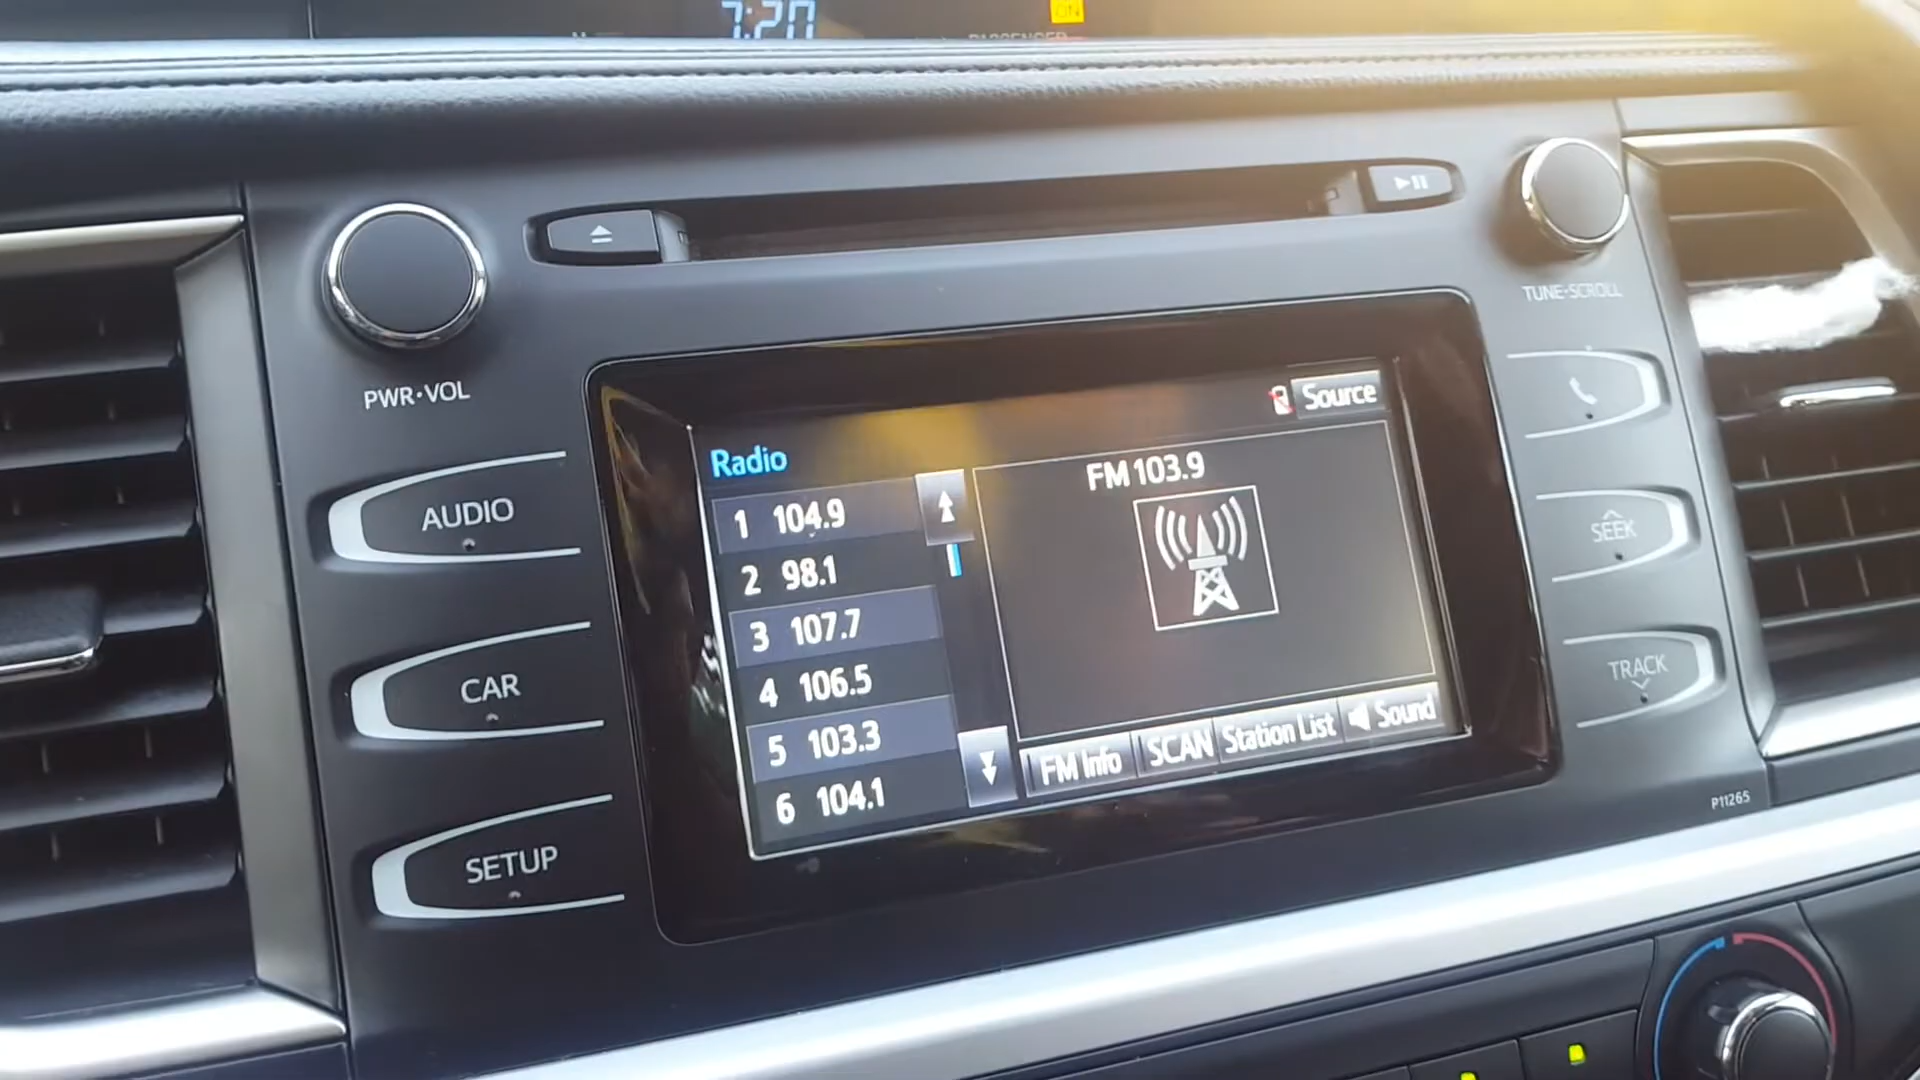 7:20
ON
PASSENGER
TUNE•SCROLL
PWR•VOL
Source
Radio
FM 103.9
1 104.9
2 98.1
3 107.7
4 106.5
5 103.3
6 104.1
FM Info
SCAN
Station List
Sound
AUDIO
CAR
SETUP
SEEK
TRACK
P11265